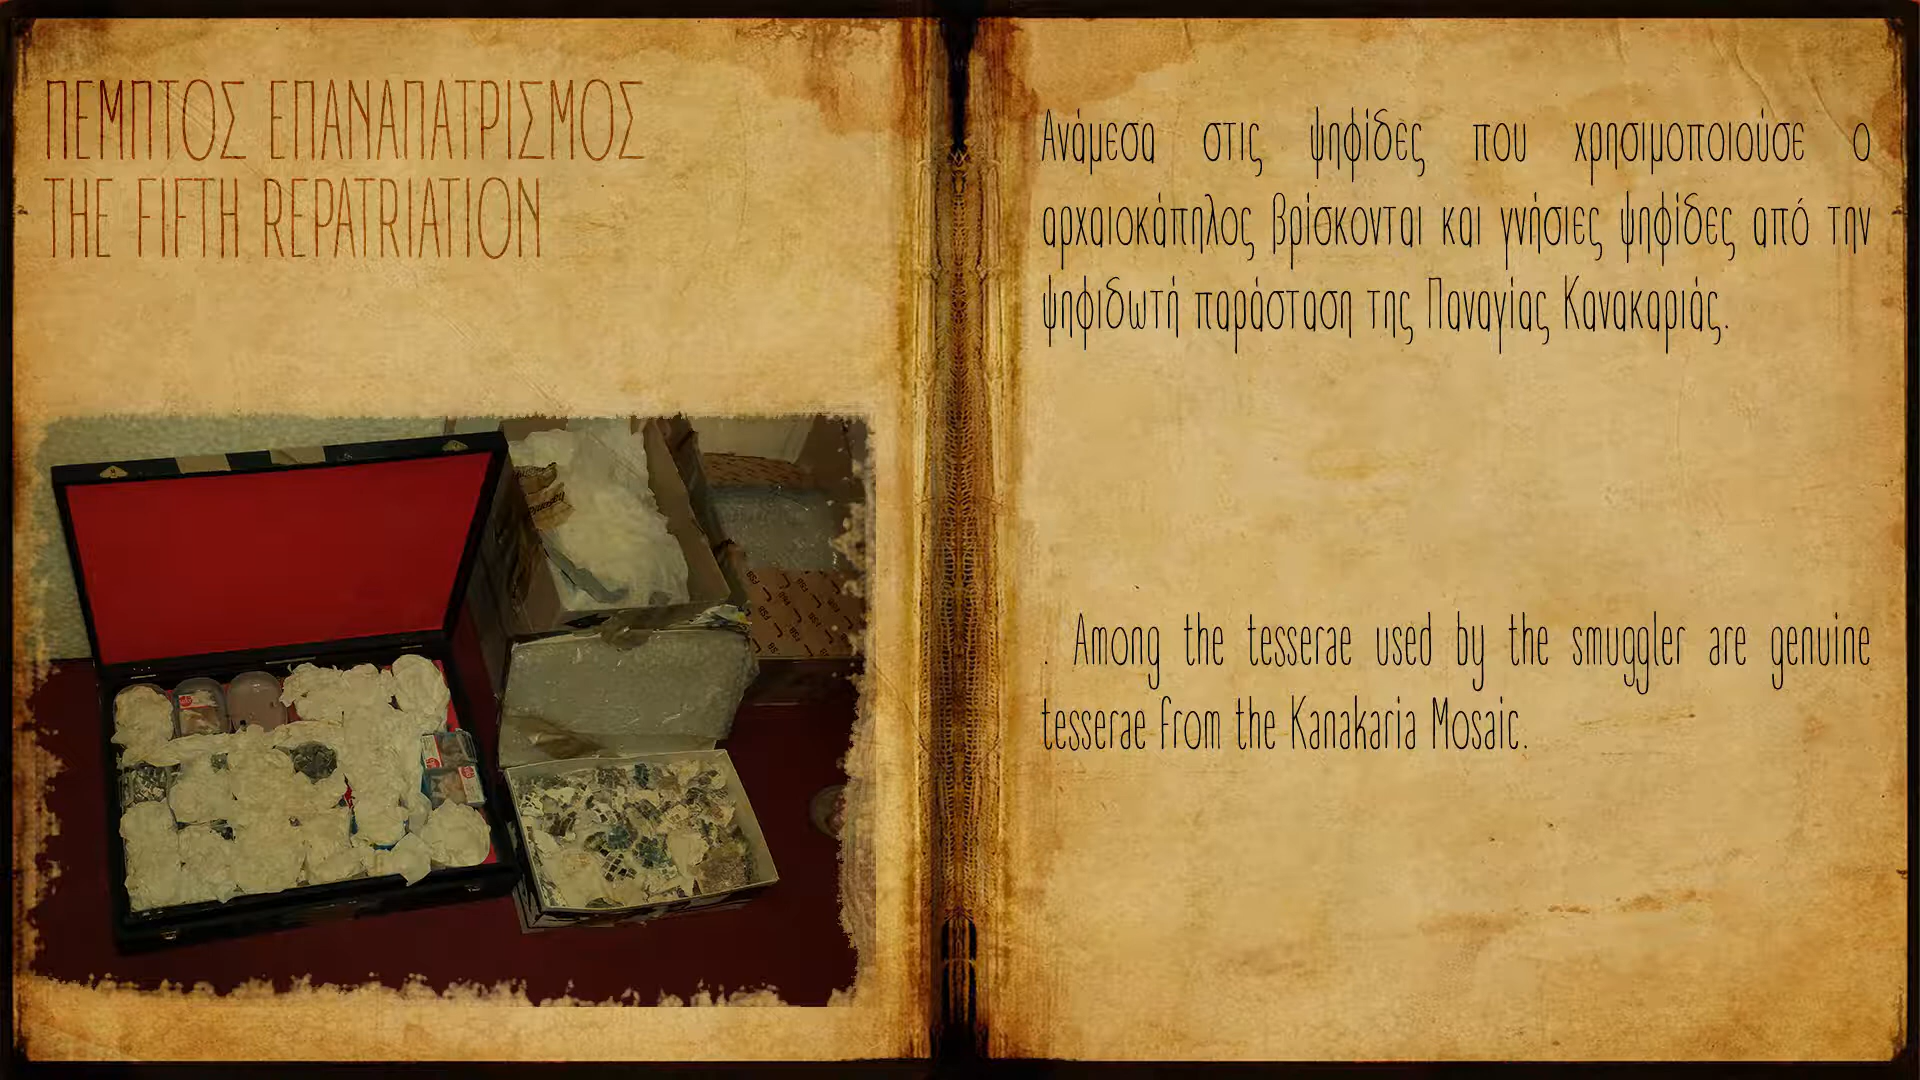 ΠΕΜΠΤΟΣ ΕΠΑΝΑΠΑΤΡΙΣΜΟΣ
THE FIFTH REPATRIATION
Ανάμεσα στις ψηφίδες που χρησιμοποιούσε ο
αρχαιοκάπηλος βρίσκονται και γνήσιες ψηφίδες από την
ψηφιδωτή παράσταση της Παναγίας Κανακαριάς.
. Among the tesserae used by the smuggler are genuine
tesserae from the Kanakaria Mosaic.